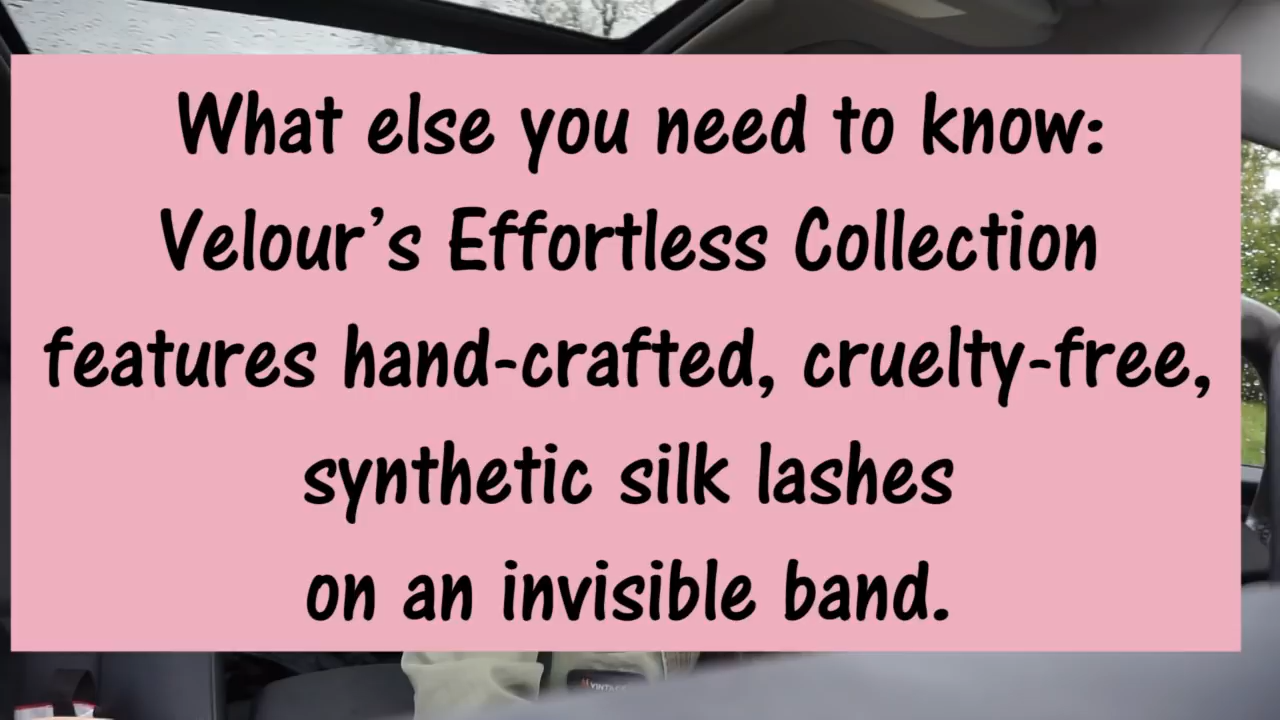 What else you need to know:
Velour’s Effortless Collection
features hand-crafted, cruelty-free,
synthetic silk lashes
on an invisible band.